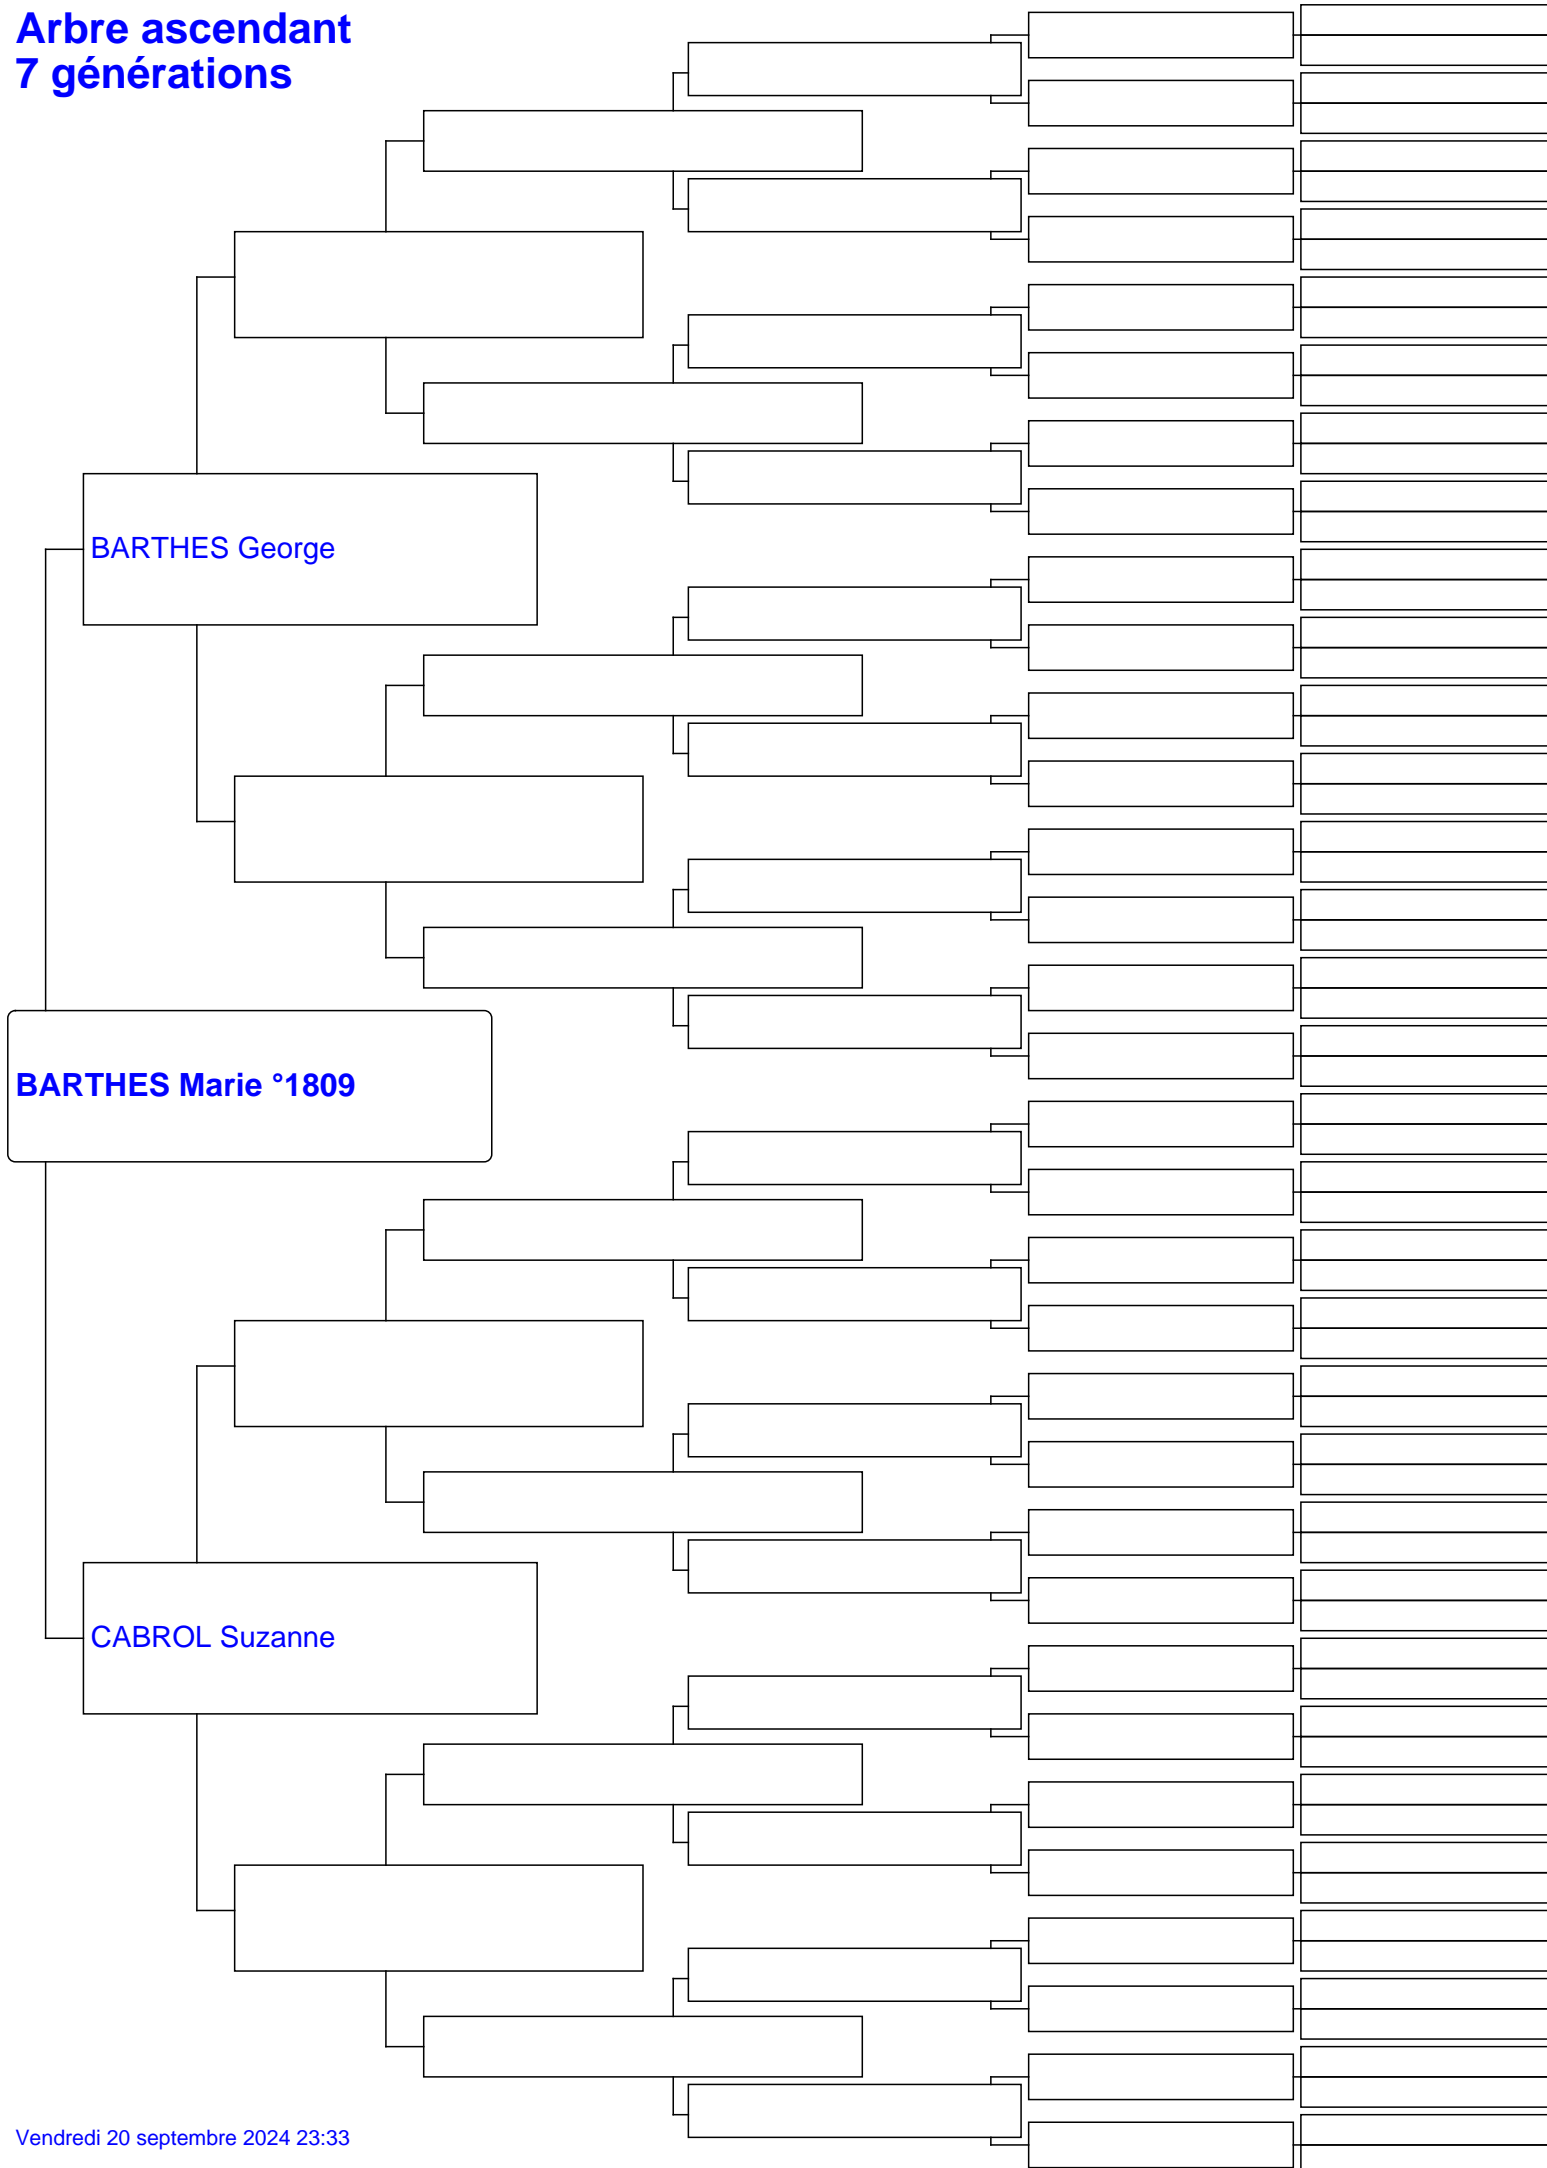 Arbre ascendant
7 générations
BARTHES George
BARTHES Marie °1809
CABROL Suzanne
Vendredi 20 septembre 2024 23:33